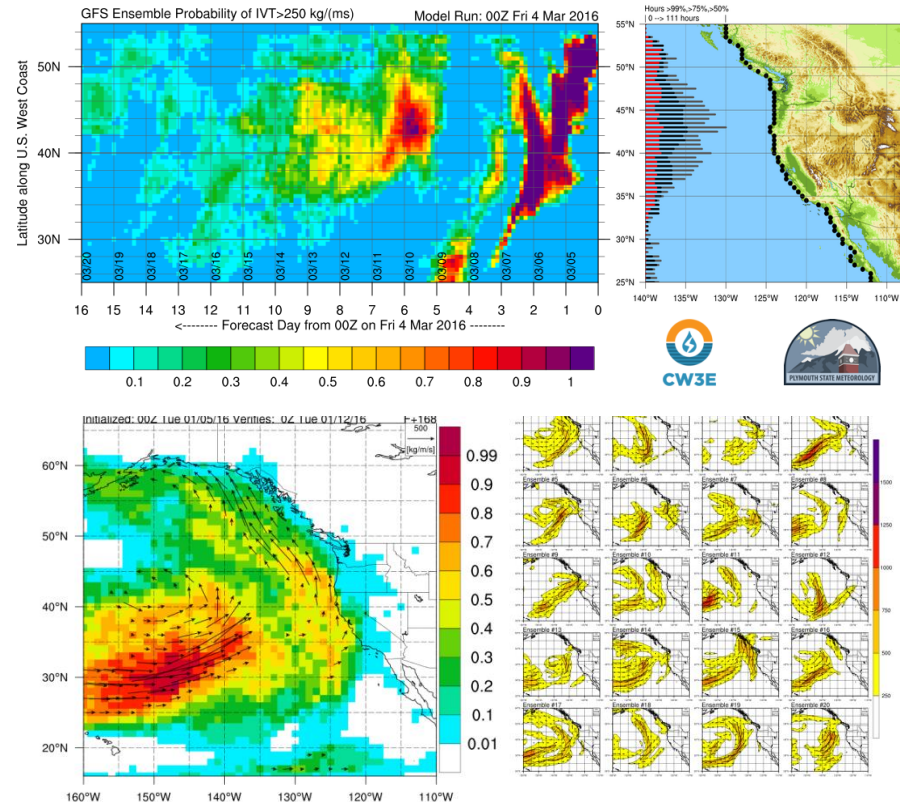 GFS Ensemble Probability of IVT>250 kg/(ms) Model Run: 00Z Fri 4 Mar 2016
Latitude along U.S. West Coast
50N
40N
30N
03/20 03/19 03/18 03/17 03/16 03/15 03/14 03/13 03/12 03/11 03/10 03/09 03/08 03/07 03/06 03/05
16 15 14 13 12 11 10 9 8 7 6 5 4 3 2 1 0
<-------- Forecast Day from 00Z on Fri 4 Mar 2016 --------
0.1 0.2 0.3 0.4 0.5 0.6 0.7 0.8 0.9 1
Hours >99%,>75%,>50%
| 0 --> 111 hours
55°N
50°N
45°N
40°N
35°N
30°N
25°N
140°W 135°W 130°W 125°W 120°W 115°W 110°W
CW3E
PLYMOUTH STATE METEOROLOGY
Initialized: 00Z Tue 01/05/16 Verifies: 0Z Tue 01/12/16 F+168
500
[kg/m/s]
60°N
50°N
40°N
30°N
20°N
160°W 150°W 140°W 130°W 120°W 110°W
0.99
0.9
0.8
0.7
0.6
0.5
0.4
0.3
0.2
0.1
0.01
Ensemble #5 Ensemble #6 Ensemble #7 Ensemble #8
Ensemble #9 Ensemble #10 Ensemble #11 Ensemble #12
Ensemble #13 Ensemble #14 Ensemble #15 Ensemble #16
Ensemble #17 Ensemble #18 Ensemble #19 Ensemble #20
1500
1250
1000
750
500
250